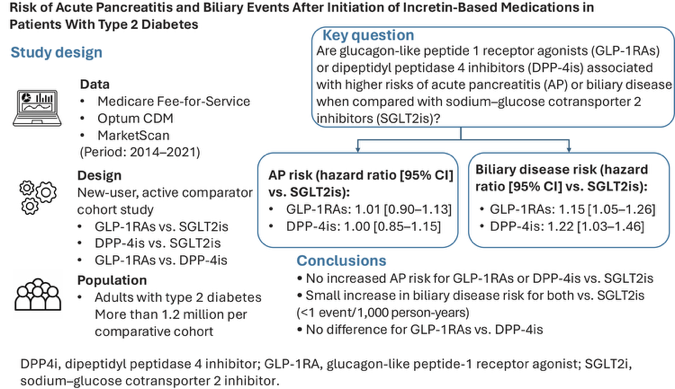 Risk of Acute Pancreatitis and Biliary Events After Initiation of Incretin-Based Medications in
Patients With Type 2 Diabetes
Study design
Data
• Medicare Fee-for-Service
• Optum CDM
• MarketScan
(Period: 2014–2021)
Design
New-user, active comparator
cohort study
• GLP-1RAs vs. SGLT2is
• DPP-4is vs. SGLT2is
• GLP-1RAs vs. DPP-4is
Population
• Adults with type 2 diabetes
More than 1.2 million per
comparative cohort
Key question
Are glucagon-like peptide 1 receptor agonists (GLP-1RAs)
or dipeptidyl peptidase 4 inhibitors (DPP-4is) associated
with higher risks of acute pancreatitis (AP) or biliary disease
when compared with sodium–glucose cotransporter 2
inhibitors (SGLT2is)?
AP risk (hazard ratio [95% CI]
vs. SGLT2is):
• GLP-1RAs: 1.01 [0.90–1.13]
• DPP-4is: 1.00 [0.85–1.15]
Biliary disease risk (hazard
ratio [95% CI] vs. SGLT2is):
• GLP-1RAs: 1.15 [1.05–1.26]
• DPP-4is: 1.22 [1.03–1.46]
Conclusions
• No increased AP risk for GLP-1RAs or DPP-4is vs. SGLT2is
• Small increase in biliary disease risk for both vs. SGLT2is
(<1 event/1,000 person-years)
• No difference for GLP-1RAs vs. DPP-4is
DPP4i, dipeptidyl peptidase 4 inhibitor; GLP-1RA, glucagon-like peptide-1 receptor agonist; SGLT2i,
sodium–glucose cotransporter 2 inhibitor.